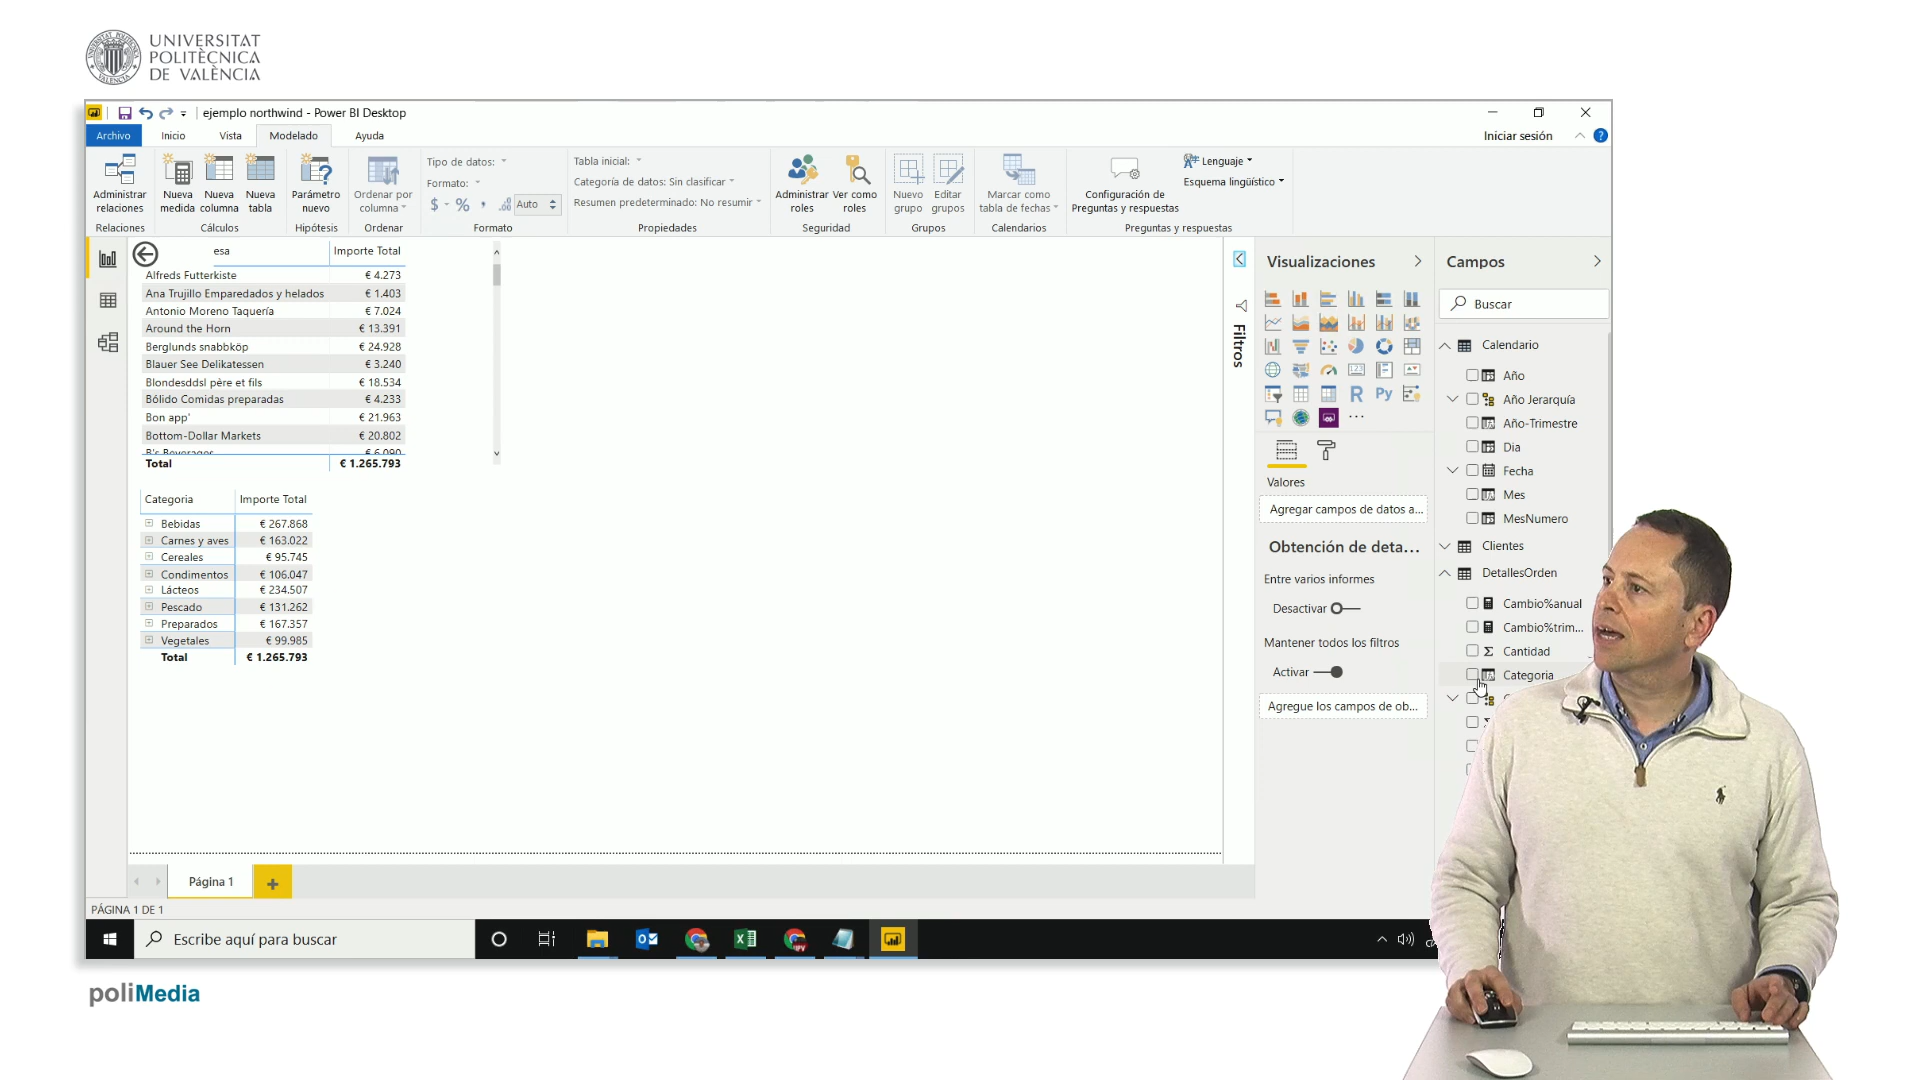 UNIVERSITAT
POLITÈCNICA
DE VALÈNCIA
ejemplo northwind - Power BI Desktop
Archivo Inicio Vista Modelado Ayuda Iniciar sesión
Administrar relaciones
Relaciones
Nueva medida
Nueva columna
Nueva tabla
Cálculos
Parámetro nuevo
Hipótesis
Ordenar por columna
Ordenar
Tipo de datos:
Formato:
$ % Auto
Formato
Tabla inicial:
Categoría de datos: Sin clasificar
Resumen predeterminado: No resumir
Propiedades
Administrar roles
Ver como roles
Seguridad
Nuevo grupo
Editar grupos
Grupos
Marcar como tabla de fechas
Calendarios
Configuración de Preguntas y respuestas
Lenguaje
Esquema lingüístico
Preguntas y respuestas
esa Importe Total
Alfreds Futterkiste € 4.273
Ana Trujillo Emparedados y helados € 1.403
Antonio Moreno Taquería € 7.024
Around the Horn € 13.391
Berglunds snabbköp € 24.928
Blauer See Delikatessen € 3.240
Blondesddsl père et fils € 18.534
Bólido Comidas preparadas € 4.233
Bon app' € 21.963
Bottom-Dollar Markets € 20.802
B's Beverages € 6.090
Total € 1.265.793
Categoria Importe Total
Bebidas € 267.868
Carnes y aves € 163.022
Cereales € 95.745
Condimentos € 106.047
Lácteos € 234.507
Pescado € 131.262
Preparados € 167.357
Vegetales € 99.985
Total € 1.265.793
Filtros
Visualizaciones
R Py
Valores
Agregar campos de datos a...
Obtención de deta...
Entre varios informes
Desactivar
Mantener todos los filtros
Activar
Agregue los campos de ob...
Campos
Buscar
Calendario
Año
Año Jerarquía
Año-Trimestre
Dia
Fecha
Mes
MesNumero
Clientes
DetallesOrden
Cambio%anual
Cambio%trim...
Cantidad
Categoria
Página 1
PÁGINA 1 DE 1
Escribe aquí para buscar
poliMedia